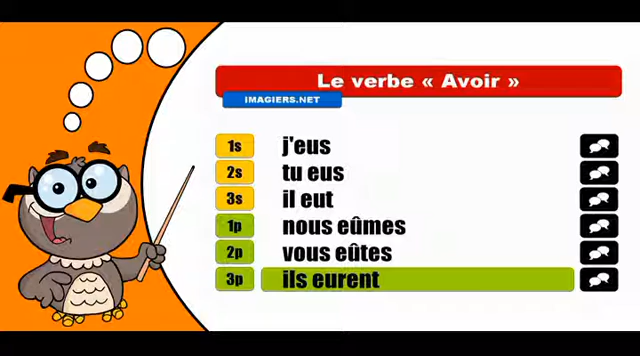 Le verbe « Avoir »
IMAGIERS.NET
1s j'eus
2s tu eus
3s il eut
1p nous eûmes
2p vous eûtes
3p ils eurent